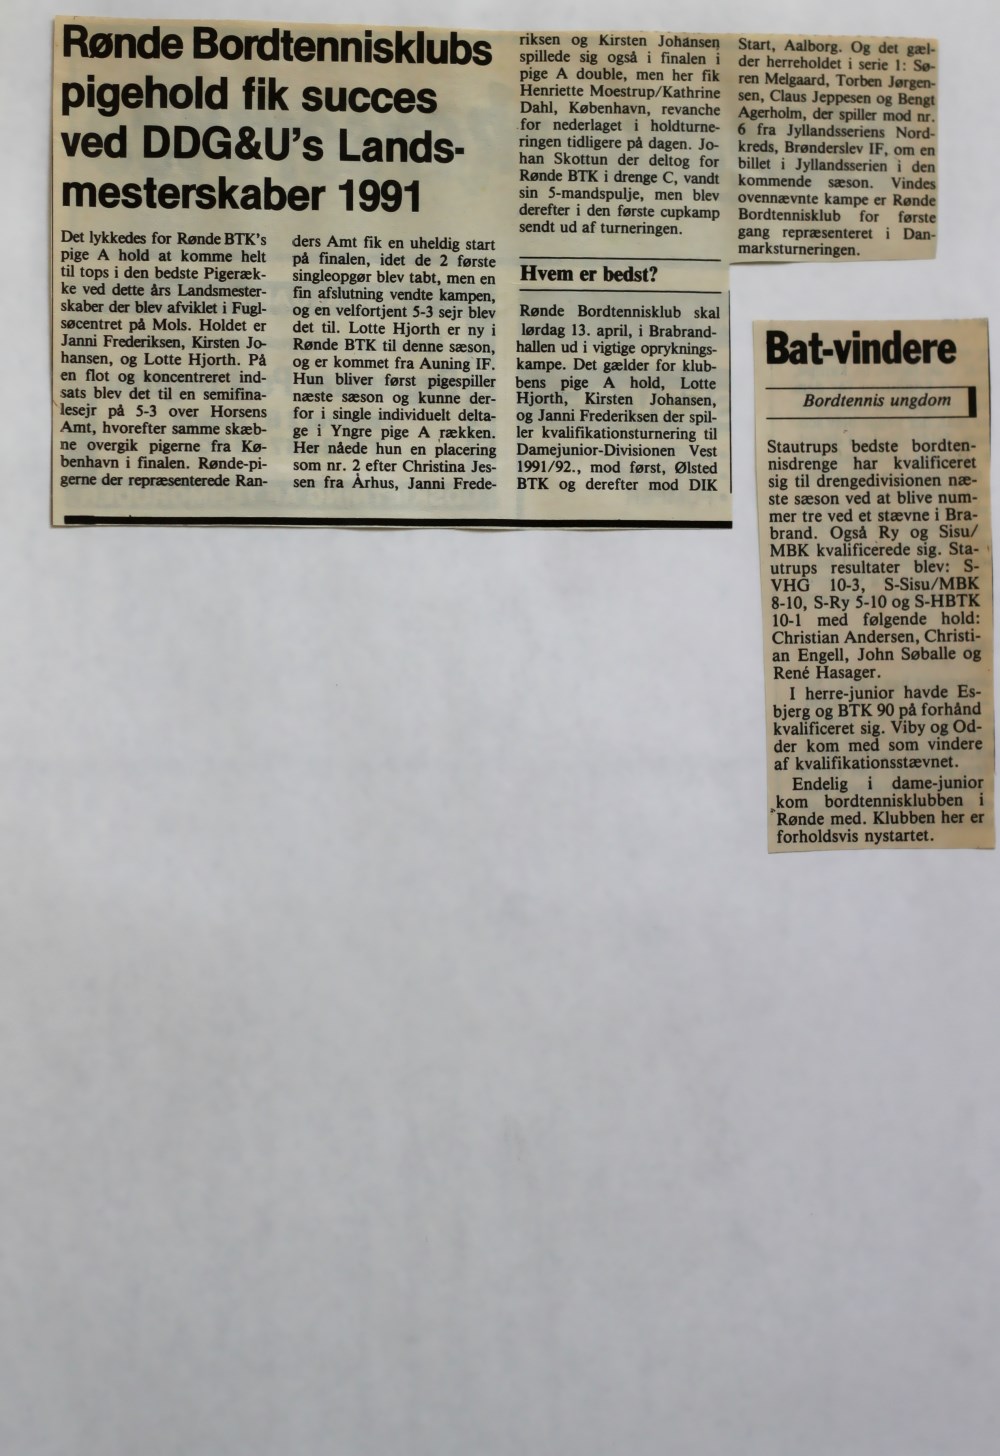 Rønde Bordtennisklubs
pigehold fik succes
ved DDG&U's Lands-
mesterskaber 1991
Det lykkedes for Rønde BTK's
pige A hold at komme helt
til tops i den bedste Pigeræk-
ke ved dette års Landsmester-
skaber der blev afviklet i Fugl-
søcentret på Mols. Holdet er
Janni Frederiksen, Kirsten Jo-
hansen, og Lotte Hjorth. På
en flot og koncentreret ind-
sats blev det til en semifina-
lesejr på 5-3 over Horsens
Amt, hvorefter samme skæb-
ne overgik pigerne fra Kø-
benhavn i finalen. Rønde-pi-
gerne der repræsenterede Ran-
ders Amt fik en uheldig start
på finalen, idet de 2 første
singleopgør blev tabt, men en
fin afslutning vendte kampen,
og en velfortjent 5-3 sejr blev
det til. Lotte Hjorth er ny i
Rønde BTK til denne sæson,
og er kommet fra Auning IF.
Hun bliver først pigespiller
næste sæson og kunne der-
for i single individuelt delta-
ge i Yngre pige A rækken.
Her nåede hun en placering
som nr. 2 efter Christina Jes-
sen fra Århus, Janni Frede-
riksen og Kirsten Johansen
spillede sig også i finalen i
pige A double, men her fik
Henriette Moestrup/Kathrine
Dahl, København, revanche
for nederlaget i holdturne-
ringen tidligere på dagen. Jo-
han Skottun der deltog for
Rønde BTK i drenge C, vandt
sin 5-mandspulje, men blev
derefter i den første cupkamp
sendt ud af turneringen.
Hvem er bedst?
Rønde Bordtennisklub skal
lørdag 13. april, i Brabrand-
hallen ud i vigtige opryknings-
kampe. Det gælder for klub-
bens pige A hold, Lotte
Hjorth, Kirsten Johansen,
og Janni Frederiksen der spil-
ler kvalifikationsturnering til
Damejunior-Divisionen Vest
1991/92., mod først, Ølsted
BTK og derefter mod DIK
Start, Aalborg. Og det gæl-
der herreholdet i serie 1: Sø-
ren Melgaard, Torben Jørgen-
sen, Claus Jeppesen og Bengt
Agerholm, der spiller mod nr.
6 fra Jyllandsseriens Nord-
kreds, Brønderslev IF, om en
billet i Jyllandsserien i den
kommende sæson. Vindes
ovennævnte kampe er Rønde
Bordtennisklub for første
gang repræsenteret i Dan-
marksturneringen.
Bat-vindere
Bordtennis ungdom
Stautrups bedste bordten-
nisdrenge har kvalificeret
sig til drengedivisionen næ-
ste sæson ved at blive num-
mer tre ved et stævne i Bra-
brand. Også Ry og Sisu/
MBK kvalificerede sig. Sta-
utrups resultater blev: S-
VHG 10-3, S-Sisu/MBK
8-10, S-Ry 5-10 og S-HBTK
10-1 med følgende hold:
Christian Andersen, Christi-
an Engell, John Søballe og
René Hasager.
I herre-junior havde Es-
bjerg og BTK 90 på forhånd
kvalificeret sig. Viby og Od-
der kom med som vindere
af kvalifikationsstævnet.
Endelig i dame-junior
kom bordtennisklubben i
Rønde med. Klubben her er
forholdsvis nystartet.